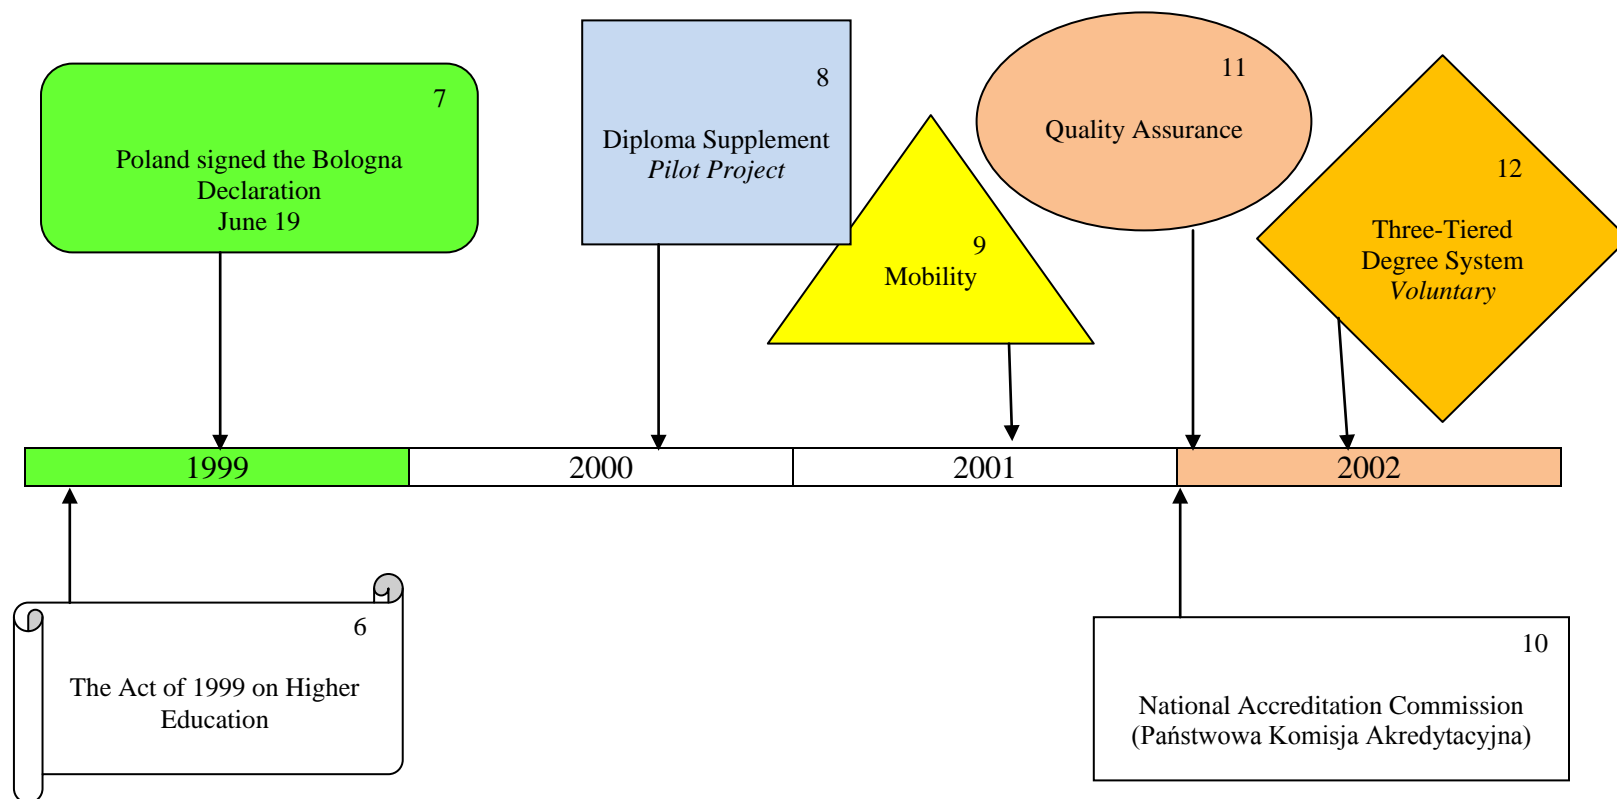 7
Poland signed the Bologna
Declaration
June 19
8
Diploma Supplement
Pilot Project
9
Mobility
11
Quality Assurance
12
Three-Tiered
Degree System
Voluntary
1999
2000
2001
2002
6
The Act of 1999 on Higher
Education
10
National Accreditation Commission
(Państwowa Komisja Akredytacyjna)